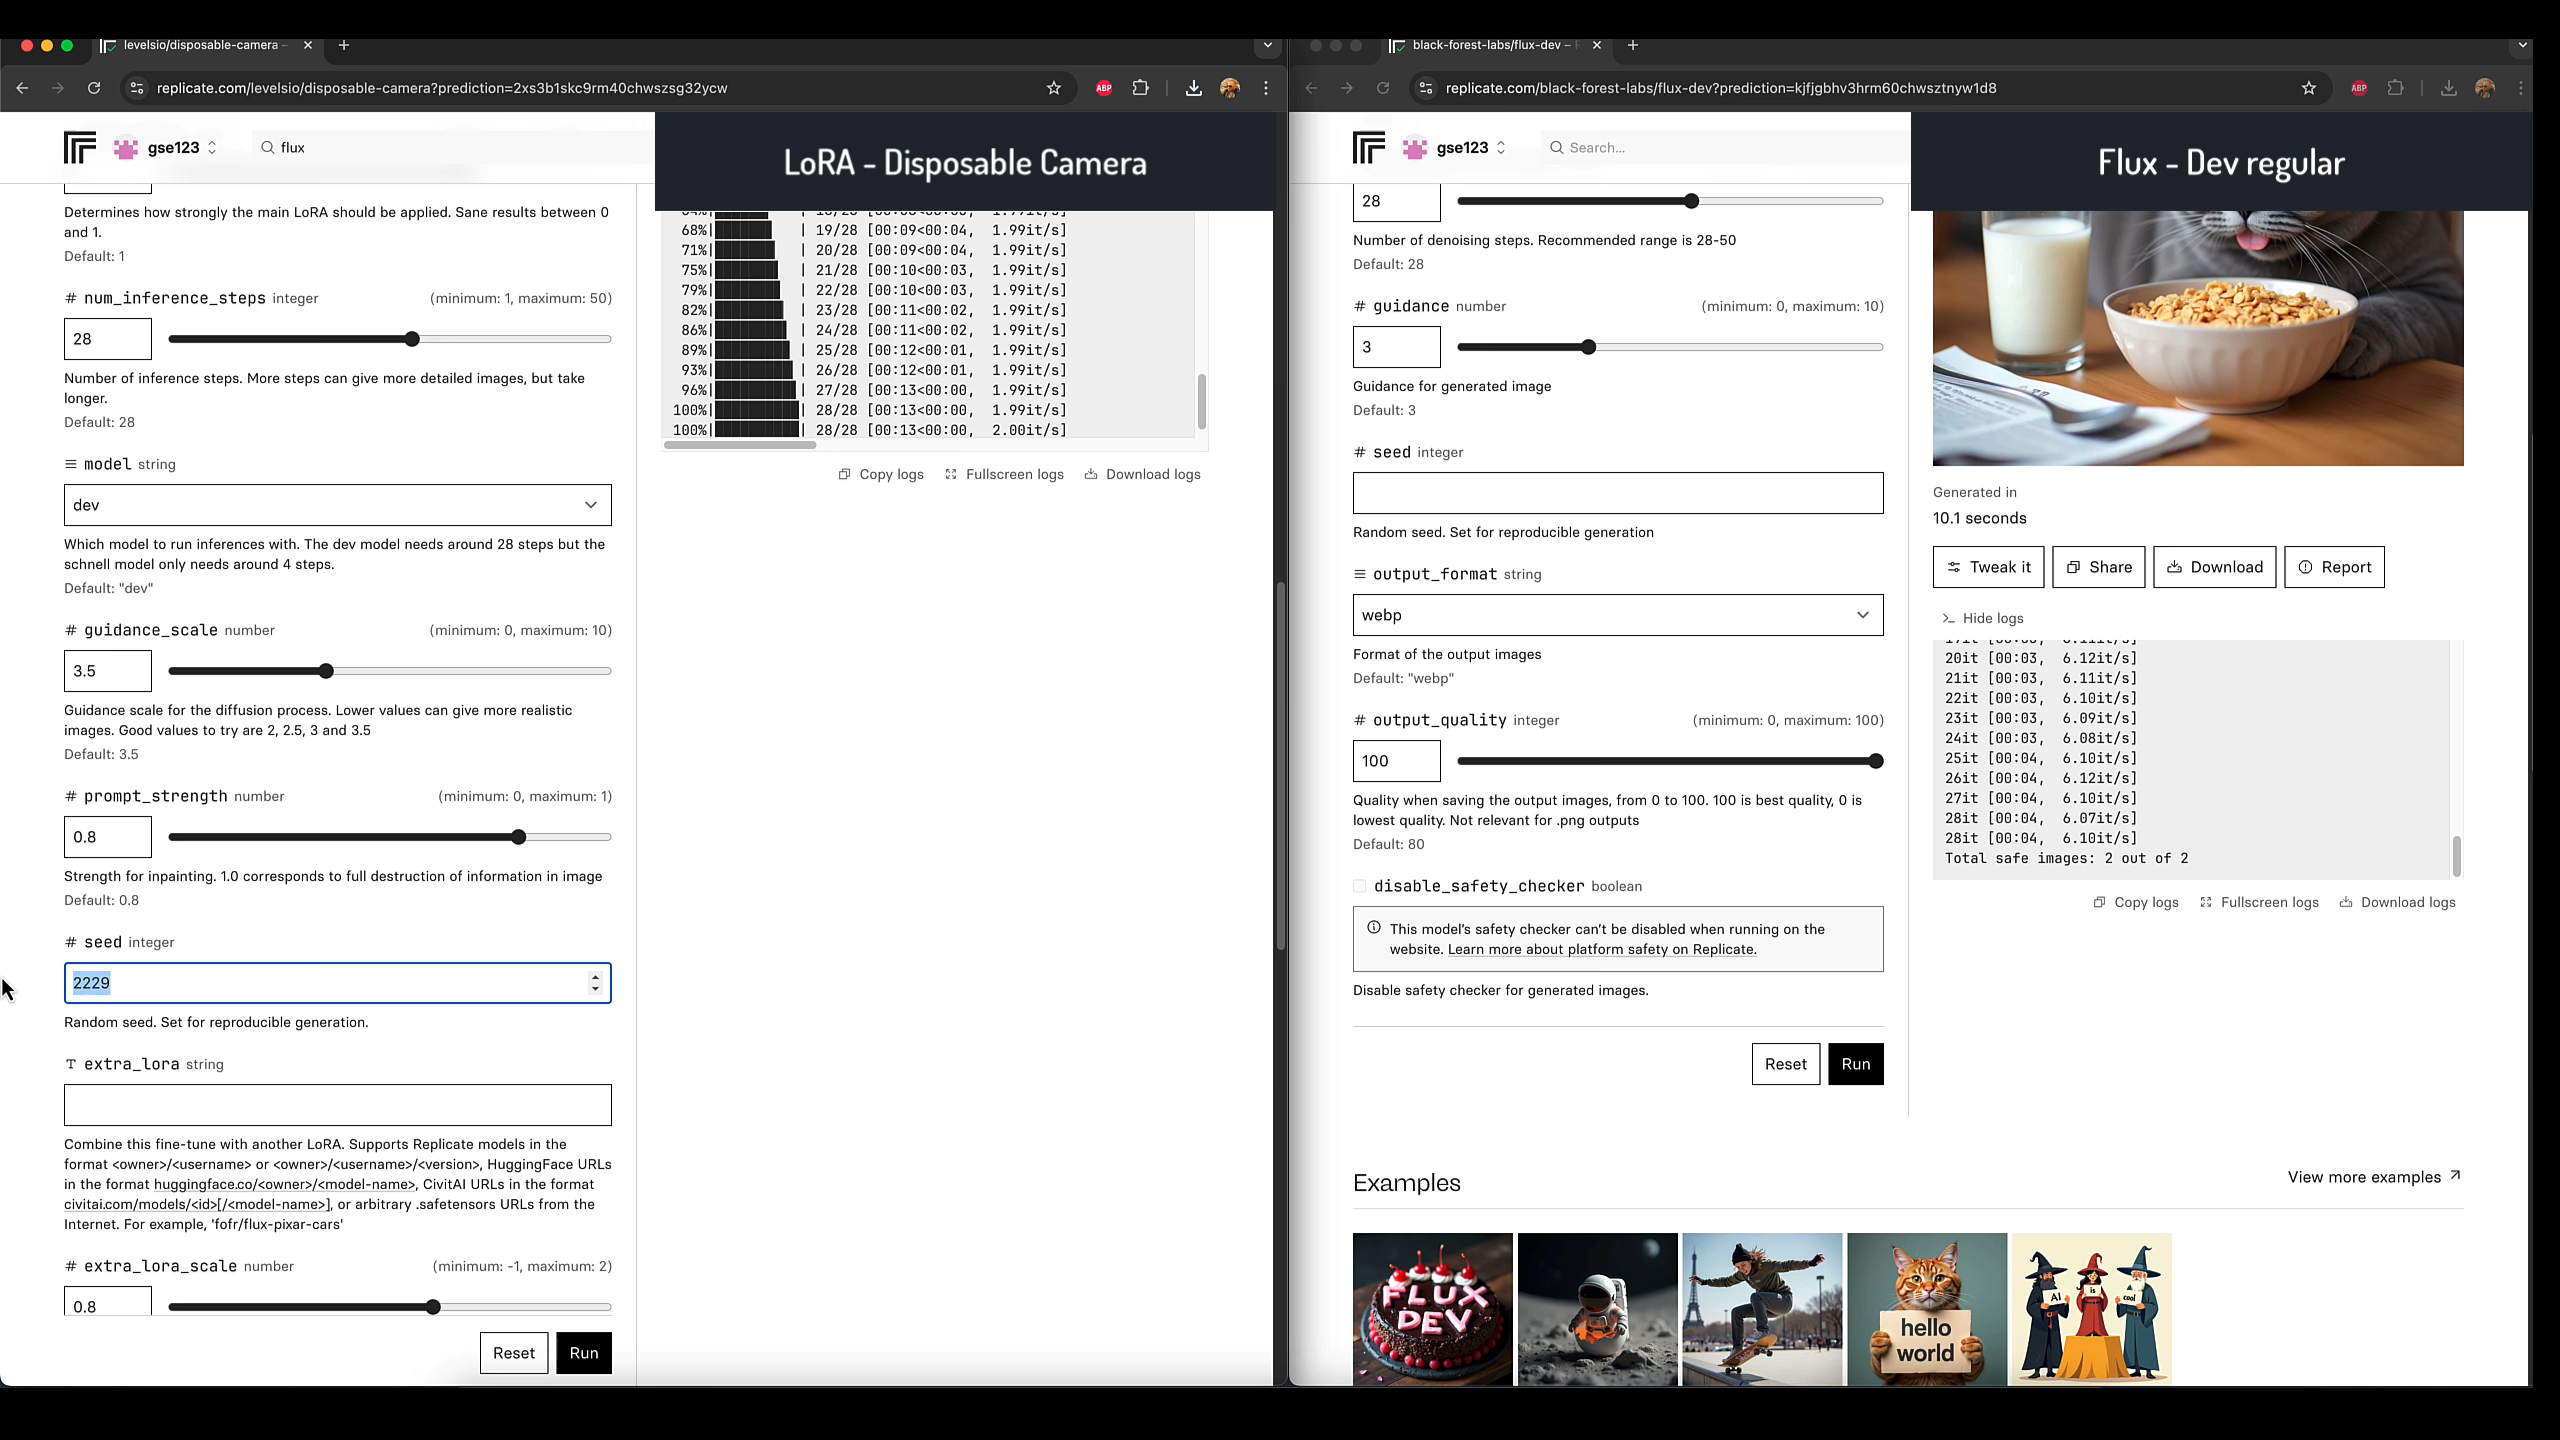 levelsio/disposable-camera –
replicate.com/levelsio/disposable-camera?prediction=2xs3b1skc9rm40chwszsg32ycw
ABP
gse123
flux
LoRA - Disposable Camera
Determines how strongly the main LoRA should be applied. Sane results between 0
and 1.
Default: 1
# num_inference_steps integer (minimum: 1, maximum: 50)
28
Number of inference steps. More steps can give more detailed images, but take
longer.
Default: 28
model string
dev
Which model to run inferences with. The dev model needs around 28 steps but the
schnell model only needs around 4 steps.
Default: "dev"
# guidance_scale number (minimum: 0, maximum: 10)
3.5
Guidance scale for the diffusion process. Lower values can give more realistic
images. Good values to try are 2, 2.5, 3 and 3.5
Default: 3.5
# prompt_strength number (minimum: 0, maximum: 1)
0.8
Strength for inpainting. 1.0 corresponds to full destruction of information in image
Default: 0.8
# seed integer
2229
Random seed. Set for reproducible generation.
T extra_lora string
Combine this fine-tune with another LoRA. Supports Replicate models in the
format <owner>/<username> or <owner>/<username>/<version>, HuggingFace URLs
in the format huggingface.co/<owner>/<model-name>, CivitAI URLs in the format
civitai.com/models/<id>[/<model-name>], or arbitrary .safetensors URLs from the
Internet. For example, 'fofr/flux-pixar-cars'
# extra_lora_scale number (minimum: -1, maximum: 2)
0.8
Reset Run
68%| | 19/28 [00:09<00:04, 1.99it/s]
71%| | 20/28 [00:09<00:04, 1.99it/s]
75%| | 21/28 [00:10<00:03, 1.99it/s]
79%| | 22/28 [00:10<00:03, 1.99it/s]
82%| | 23/28 [00:11<00:02, 1.99it/s]
86%| | 24/28 [00:11<00:02, 1.99it/s]
89%| | 25/28 [00:12<00:01, 1.99it/s]
93%| | 26/28 [00:12<00:01, 1.99it/s]
96%| | 27/28 [00:13<00:00, 1.99it/s]
100%| | 28/28 [00:13<00:00, 1.99it/s]
100%| | 28/28 [00:13<00:00, 2.00it/s]
Copy logs Fullscreen logs Download logs
black-forest-labs/flux-dev –
replicate.com/black-forest-labs/flux-dev?prediction=kjfjgbhv3hrm60chwsztnyw1d8
ABP
gse123
Search...
Flux - Dev regular
28
Number of denoising steps. Recommended range is 28-50
Default: 28
# guidance number (minimum: 0, maximum: 10)
3
Guidance for generated image
Default: 3
# seed integer
Random seed. Set for reproducible generation
output_format string
webp
Format of the output images
Default: "webp"
# output_quality integer (minimum: 0, maximum: 100)
100
Quality when saving the output images, from 0 to 100. 100 is best quality, 0 is
lowest quality. Not relevant for .png outputs
Default: 80
disable_safety_checker boolean
This model's safety checker can't be disabled when running on the
website. Learn more about platform safety on Replicate.
Disable safety checker for generated images.
Reset Run
Generated in
10.1 seconds
Tweak it Share Download Report
Hide logs
20it [00:03, 6.12it/s]
21it [00:03, 6.11it/s]
22it [00:03, 6.10it/s]
23it [00:03, 6.09it/s]
24it [00:03, 6.08it/s]
25it [00:04, 6.10it/s]
26it [00:04, 6.12it/s]
27it [00:04, 6.10it/s]
28it [00:04, 6.07it/s]
28it [00:04, 6.10it/s]
Total safe images: 2 out of 2
Copy logs Fullscreen logs Download logs
Examples
View more examples
FLUX
DEV
hello
world
AI is cool